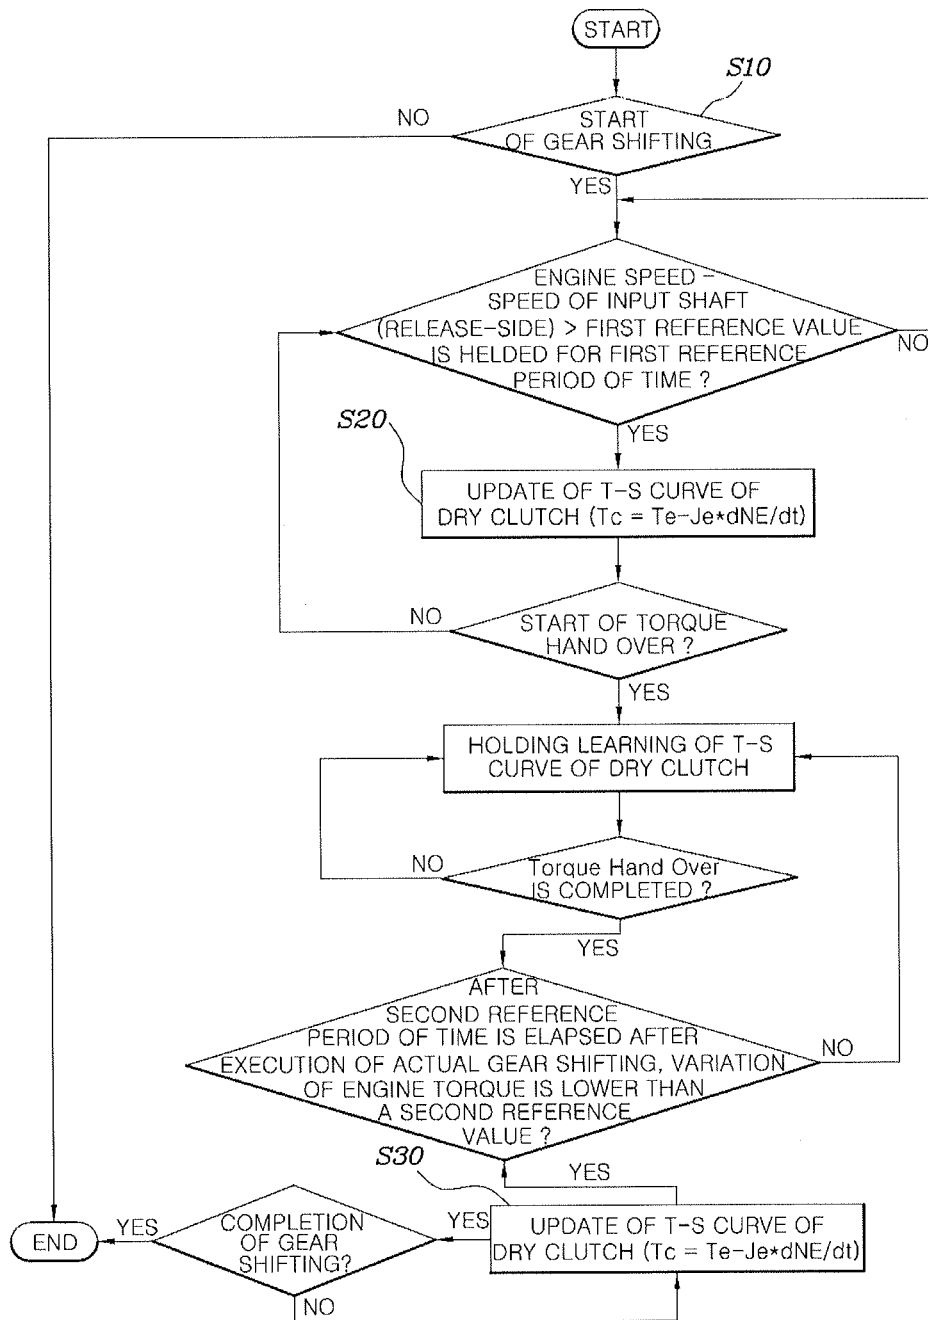 START
S10
NO
START
OF GEAR SHIFTING
YES
ENGINE SPEED -
SPEED OF INPUT SHAFT
(RELEASE-SIDE) > FIRST REFERENCE VALUE
IS HELDED FOR FIRST REFERENCE
PERIOD OF TIME ?
NO
YES
S20
UPDATE OF T-S CURVE OF
DRY CLUTCH (Tc = Te-Je*dNE/dt)
NO
START OF TORQUE
HAND OVER ?
YES
HOLDING LEARNING OF T-S
CURVE OF DRY CLUTCH
NO
Torque Hand Over
IS COMPLETED ?
YES
AFTER
SECOND REFERENCE
PERIOD OF TIME IS ELAPSED AFTER
EXECUTION OF ACTUAL GEAR SHIFTING, VARIATION
OF ENGINE TORQUE IS LOWER THAN
A SECOND REFERENCE
VALUE ?
NO
S30
YES
END
YES
COMPLETION
OF GEAR
SHIFTING?
YES
UPDATE OF T-S CURVE OF
DRY CLUTCH (Tc = Te-Je*dNE/dt)
NO